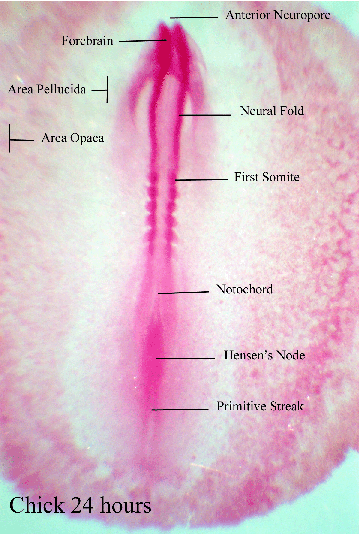 Anterior Neuropore
Forebrain
Area Pellucida
Neural Fold
Area Opaca
First Somite
Notochord
Hensen's Node
Primitive Streak
Chick 24 hours